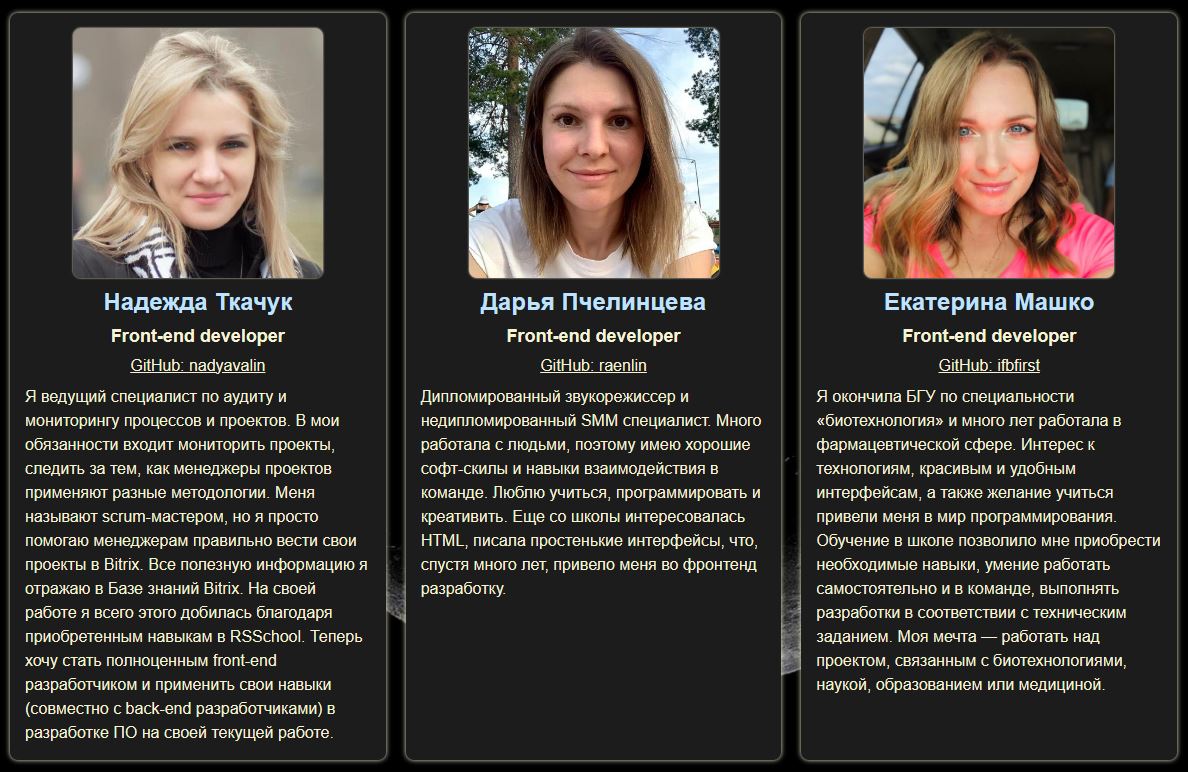 Надежда Ткачук
Front-end developer
GitHub: nadyavalin
Я ведущий специалист по аудиту и
мониторингу процессов и проектов. В мои
обязанности входит мониторить проекты,
следить за тем, как менеджеры проектов
применяют разные методологии. Меня
называют scrum-мастером, но я просто
помогаю менеджерам правильно вести свои
проекты в Bitrix. Все полезную информацию я
отражаю в Базе знаний Bitrix. На своей
работе я всего этого добилась благодаря
приобретенным навыкам в RSSchool. Теперь
хочу стать полноценным front-end
разработчиком и применить свои навыки
(совместно с back-end разработчиками) в
разработке ПО на своей текущей работе.
Дарья Пчелинцева
Front-end developer
GitHub: raenlin
Дипломированный звукорежиссер и
недипломированный SMM специалист. Много
работала с людьми, поэтому имею хорошие
софт-скилы и навыки взаимодействия в
команде. Люблю учиться, программировать и
креативить. Еще со школы интересовалась
HTML, писала простенькие интерфейсы, что,
спустя много лет, привело меня во фронтенд
разработку.
Екатерина Машко
Front-end developer
GitHub: ifbfirst
Я окончила БГУ по специальности
«биотехнология» и много лет работала в
фармацевтической сфере. Интерес к
технологиям, красивым и удобным
интерфейсам, а также желание учиться
привели меня в мир программирования.
Обучение в школе позволило мне приобрести
необходимые навыки, умение работать
самостоятельно и в команде, выполнять
разработки в соответствии с техническим
заданием. Моя мечта — работать над
проектом, связанным с биотехнологиями,
наукой, образованием или медициной.